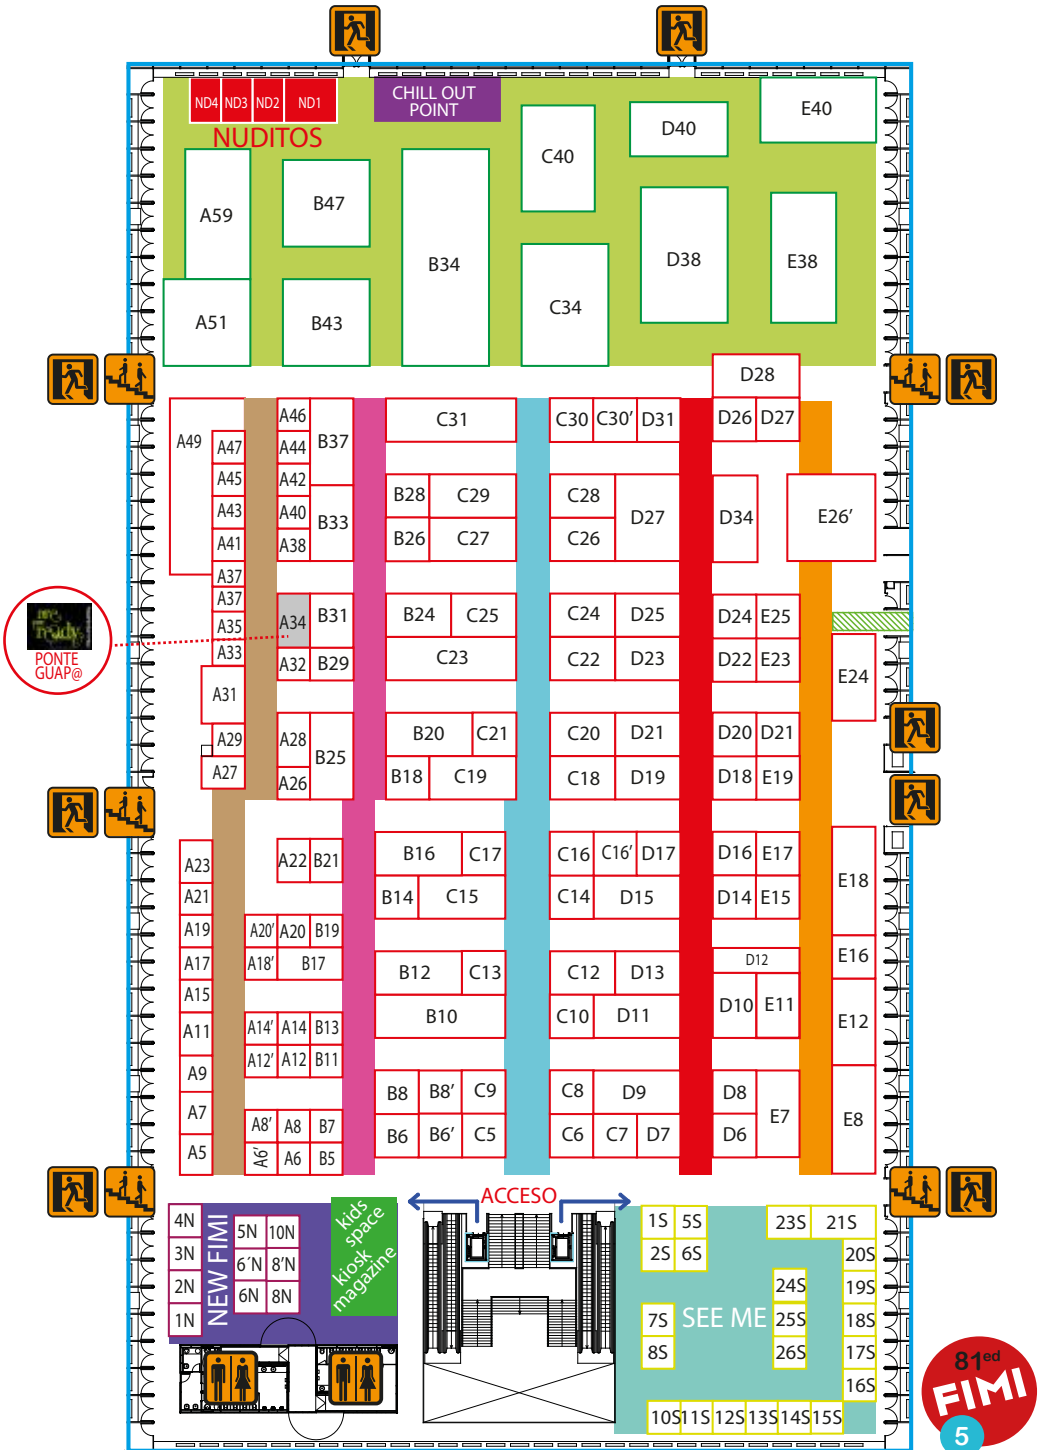 ND4 ND3 ND2 ND1
NUDITOS
CHILL OUT
POINT
C40
D40
E40
A59
B47
B34
D38
E38
A51
B43
C34
D28
A49
A47
A45
A43
A41
A37
A37
A35
A33
A31
A29
A27
A46
A44
A42
A40
A38
B37
B33
C31
C30 C30' D31
D26 D27
B28 C29
B26 C27
C28
C26
D27
D34
E26'
PONTE
GUAP@
A34
B31
A32 B29
B24 C25
C23
C24 D25
C22 D23
D24 E25
D22 E23
E24
A28
A26
B25
B20 C21
B18 C19
C20 D21
C18 D19
D20 D21
D18 E19
A23
A21
A19
A17
A15
A11
A9
A7
A5
A22 B21
A20' A20 B19
A18' B17
A14' A14 B13
A12' A12 B11
A8' A8 B7
A6' A6 B5
B16 C17
B14 C15
B12 C13
B10
B8 B8' C9
B6 B6' C5
C16 C16' D17
C14 D15
C12 D13
C10 D11
C8 D9
C6 C7 D7
D16 E17
D14 E15
D12
D10 E11
D8
D6
E7
E18
E16
E12
E8
ACCESO
4N
3N
2N
1N
NEW FIMI
5N 10N
6´N 8'N
6N 8N
kids
space
kiosk
magazine
1S 5S
2S 6S
7S
8S
SEE ME
23S 21S
20S
24S
25S
26S
19S
18S
17S
16S
10S 11S 12S 13S 14S 15S
81ed
FIMI
5